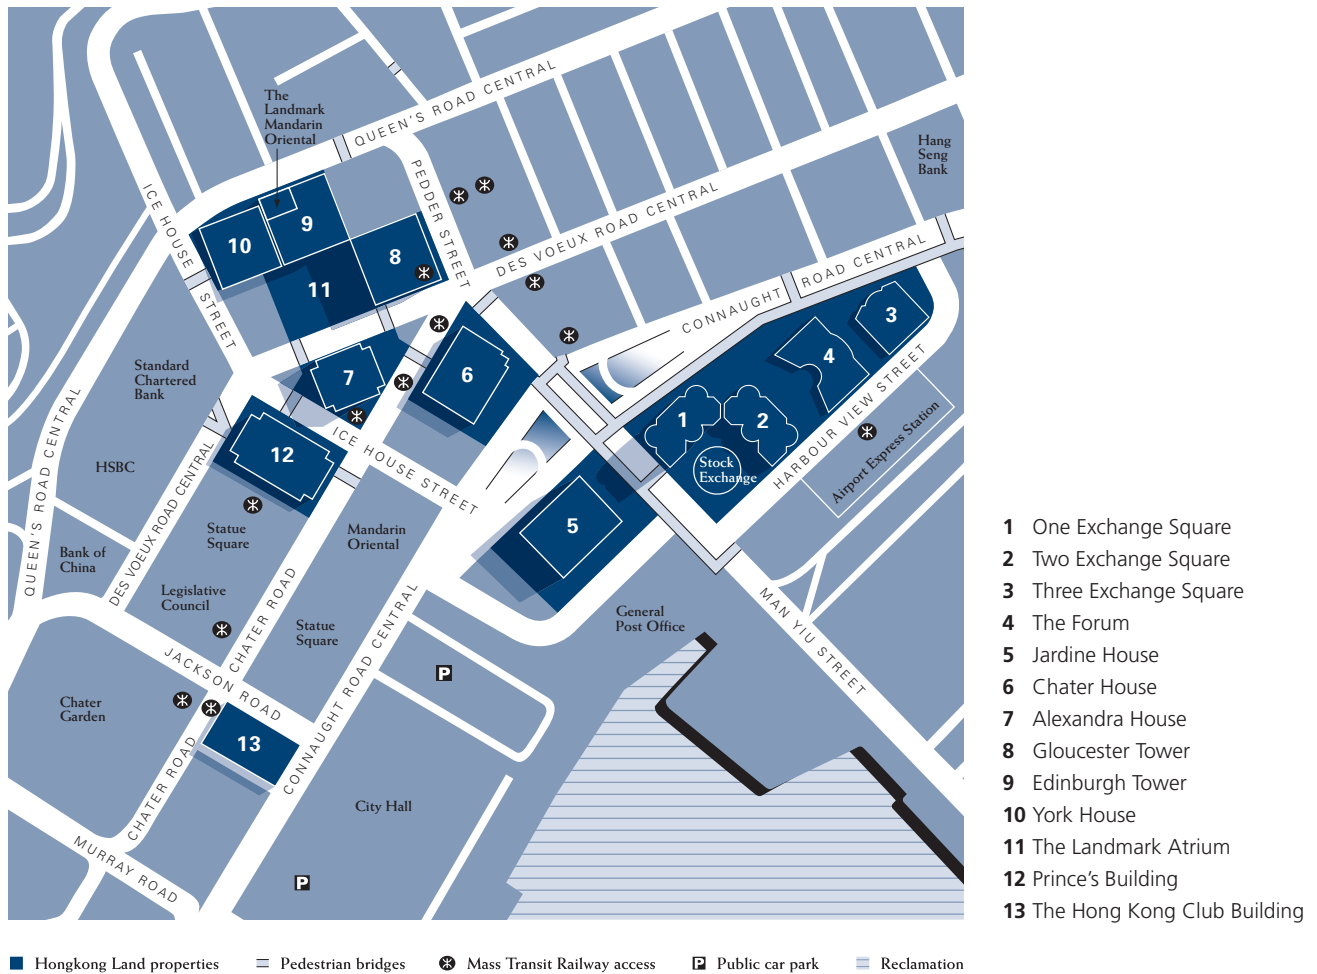 The
Landmark
Mandarin
Oriental
QUEEN'S ROAD CENTRAL
Hang
Seng
Bank
PEDDER STREET
ICE HOUSE
STREET
DES VOEUX ROAD CENTRAL
CONNAUGHT
ROAD CENTRAL
10
9
8
11
3
4
7
6
1
2
Standard
Chartered
Bank
Stock
Exchange
HARBOUR VIEW STREET
Airport Express Station
ICE HOUSE STREET
12
HSBC
5
QUEEN'S ROAD CENTRAL
DES VOEUX ROAD CENTRAL
Statue
Square
Mandarin
Oriental
Bank of
China
Legislative
Council
CHATER ROAD
Statue
Square
General
Post Office
MAN YIU STREET
JACKSON ROAD
CONNAUGHT ROAD CENTRAL
Chater
Garden
P
13
CHATER ROAD
City Hall
MURRAY ROAD
P
1 One Exchange Square
2 Two Exchange Square
3 Three Exchange Square
4 The Forum
5 Jardine House
6 Chater House
7 Alexandra House
8 Gloucester Tower
9 Edinburgh Tower
10 York House
11 The Landmark Atrium
12 Prince's Building
13 The Hong Kong Club Building
Hongkong Land properties
Pedestrian bridges
Mass Transit Railway access
P Public car park
Reclamation